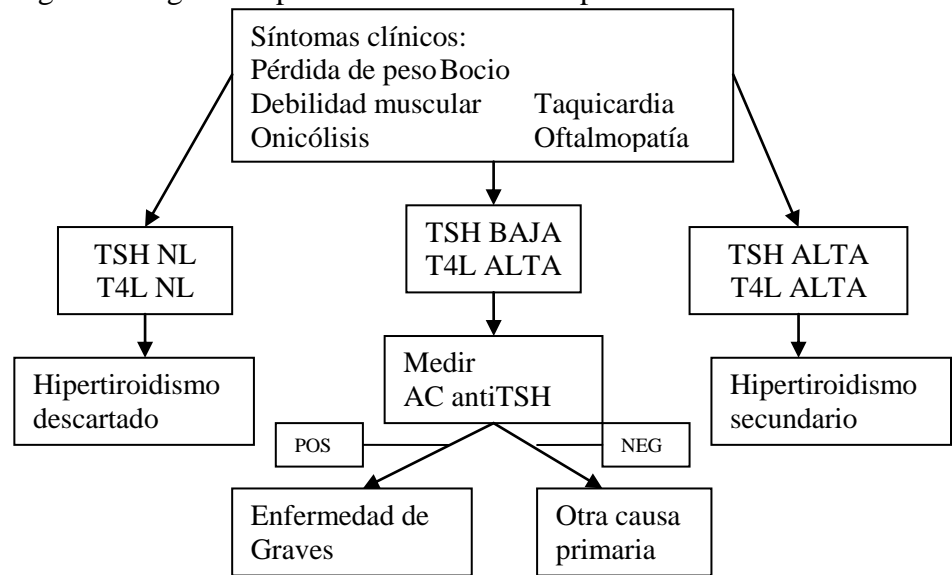 Síntomas clínicos:
Pérdida de peso Bocio
Debilidad muscular Taquicardia
Onicólisis Oftalmopatía
TSH NL
T4L NL
TSH BAJA
T4L ALTA
TSH ALTA
T4L ALTA
Hipertiroidismo
descartado
Medir
AC antiTSH
Hipertiroidismo
secundario
POS
NEG
Enfermedad de
Graves
Otra causa
primaria